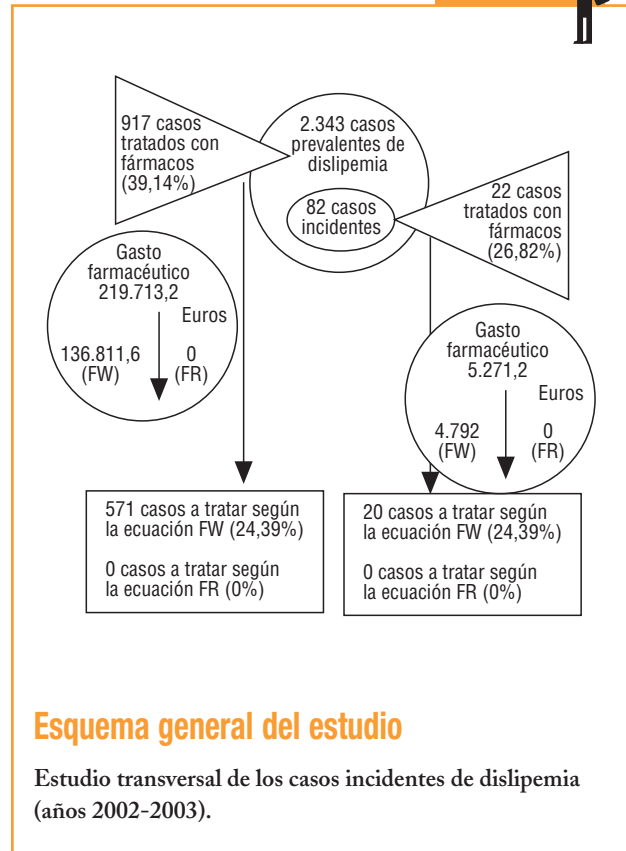 917 casos
tratados con
fármacos
(39,14%)
2.343 casos
prevalentes de
dislipemia
82 casos
incidentes
22 casos
tratados con
fármacos
(26,82%)
Gasto
farmacéutico
219.713,2
Euros
136.811,6
(FW)
0
(FR)
Gasto
farmacéutico
5.271,2
Euros
4.792
(FW)
0
(FR)
571 casos a tratar según
la ecuación FW (24,39%)
0 casos a tratar según
la ecuación FR (0%)
20 casos a tratar según
la ecuación FW (24,39%)
0 casos a tratar según
la ecuación FR (0%)
Esquema general del estudio
Estudio transversal de los casos incidentes de dislipemia
(años 2002-2003).